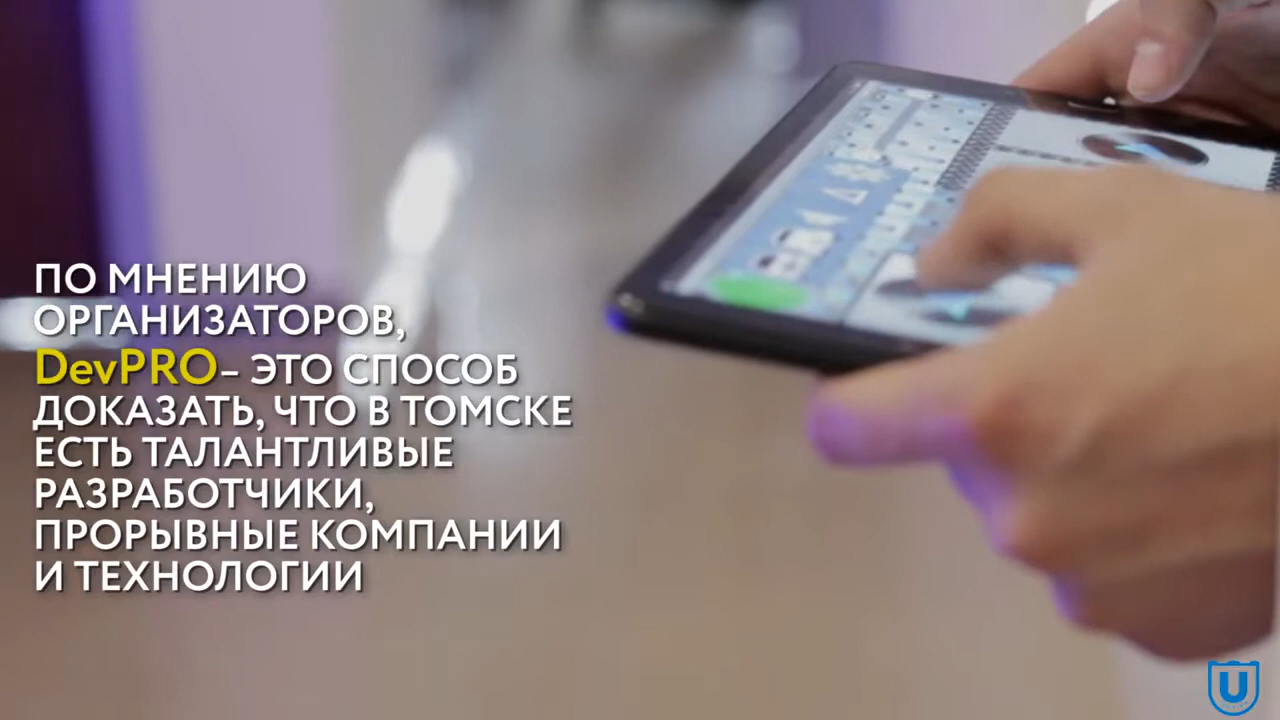 ПО МНЕНИЮ
ОРГАНИЗАТОРОВ,
DevPRO– ЭТО СПОСОБ
ДОКАЗАТЬ, ЧТО В ТОМСКЕ
ЕСТЬ ТАЛАНТЛИВЫЕ
РАЗРАБОТЧИКИ,
ПРОРЫВНЫЕ КОМПАНИИ
И ТЕХНОЛОГИИ
U